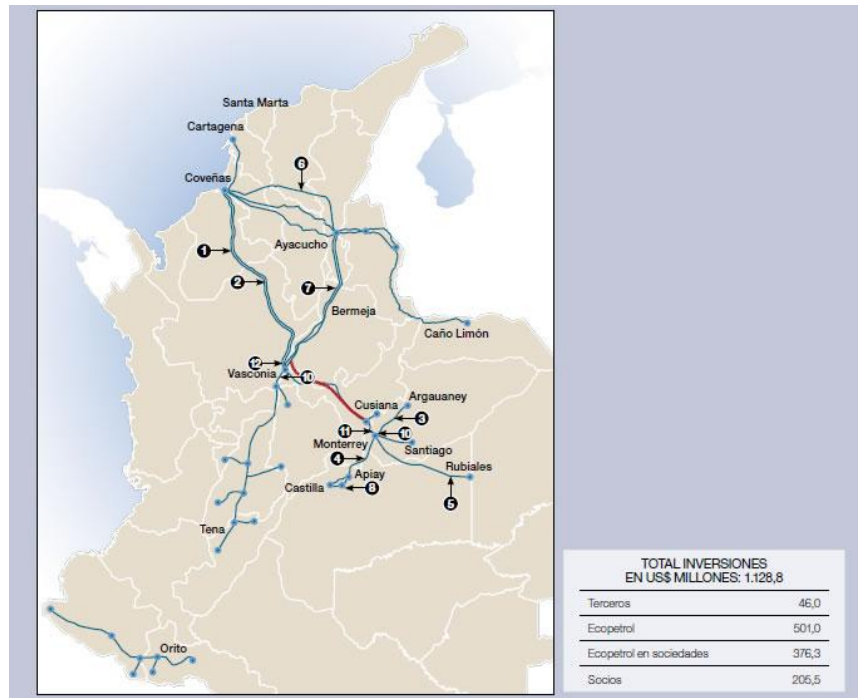 Santa Marta
Cartagena
6
Coveñas
Ayacucho
1
2
7
Bermeja
Caño Limón
12
Vasconia
10
Cusiana
Argauaney
3
11
10
Monterrey
Santiago
4
Rubiales
Apiay
Castilla
8
5
Tena
Orito
TOTAL INVERSIONES
EN US$ MILLONES: 1.128,8
Terceros 46,0
Ecopetrol 501,0
Ecopetrol en sociedades 376,3
Socios 205,5